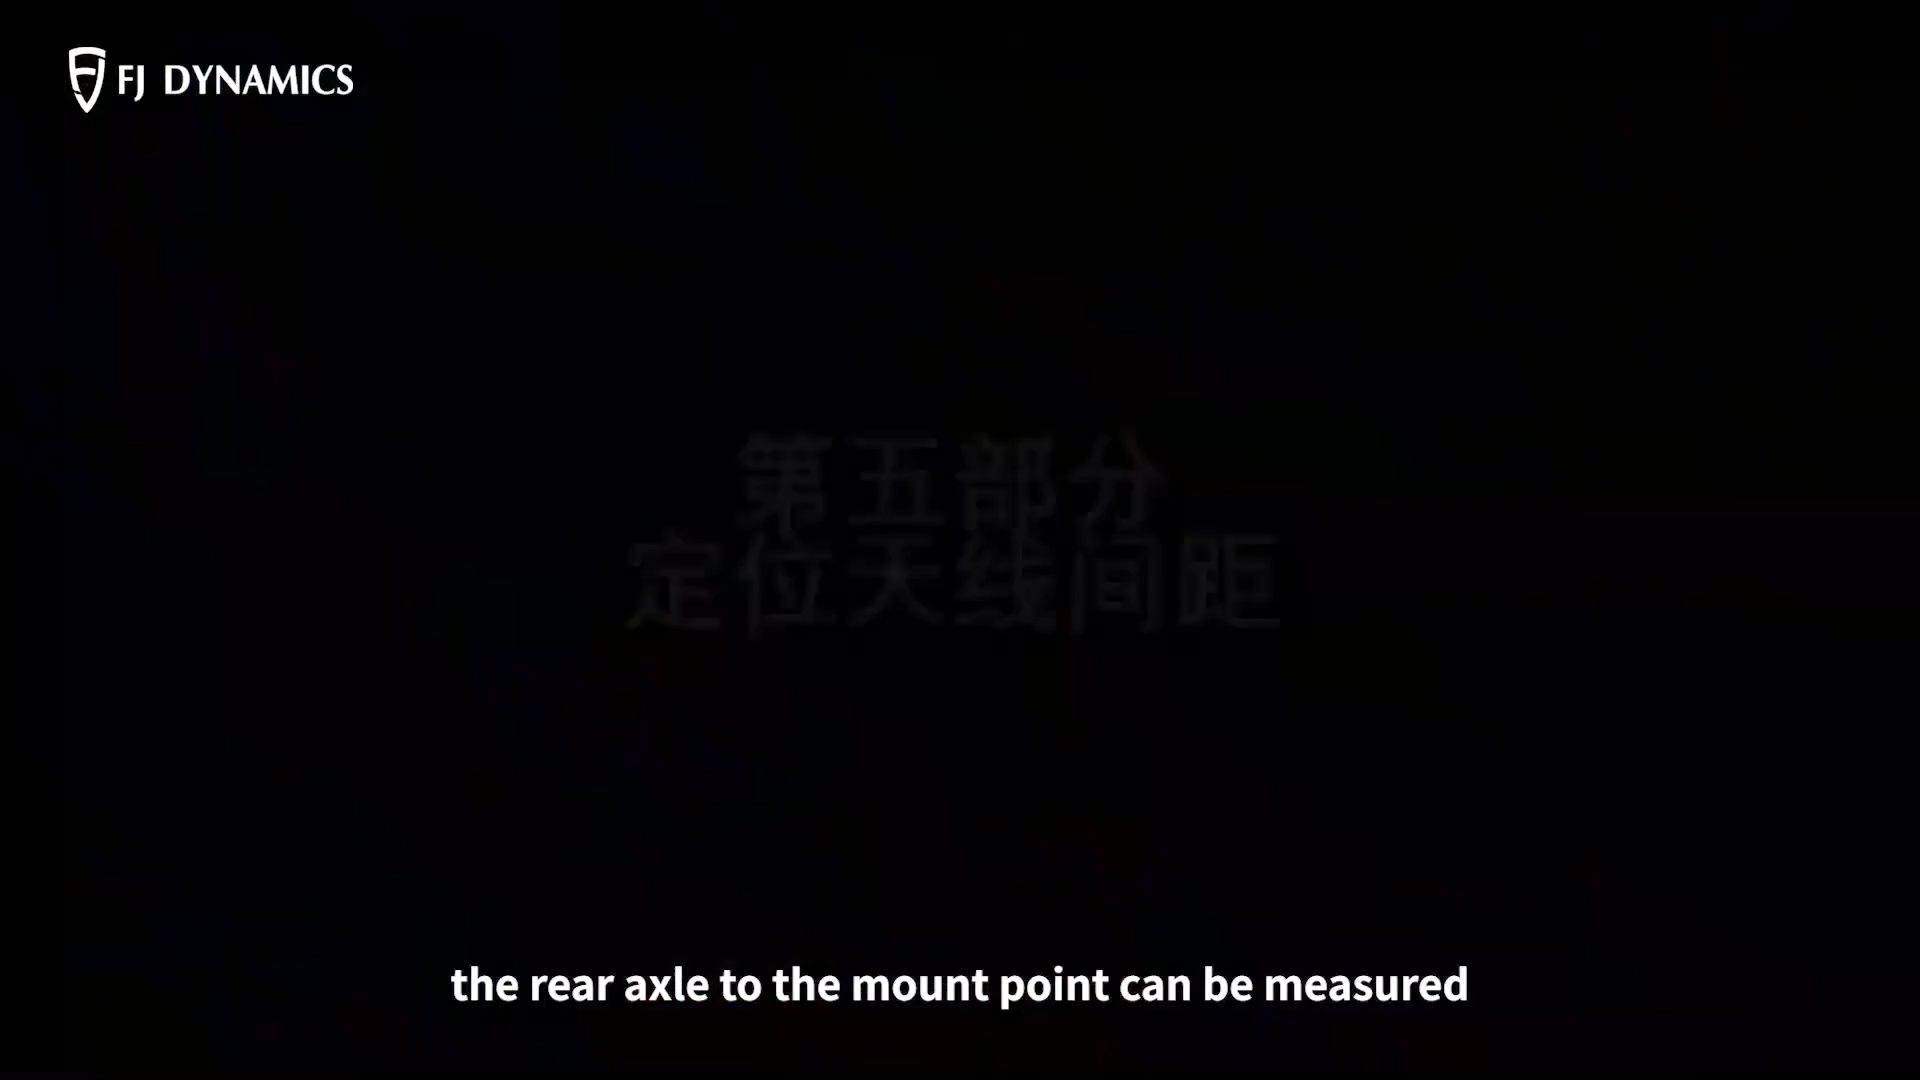 FJ DYNAMICS
第五部分
定位天线间距
the rear axle to the mount point can be measured